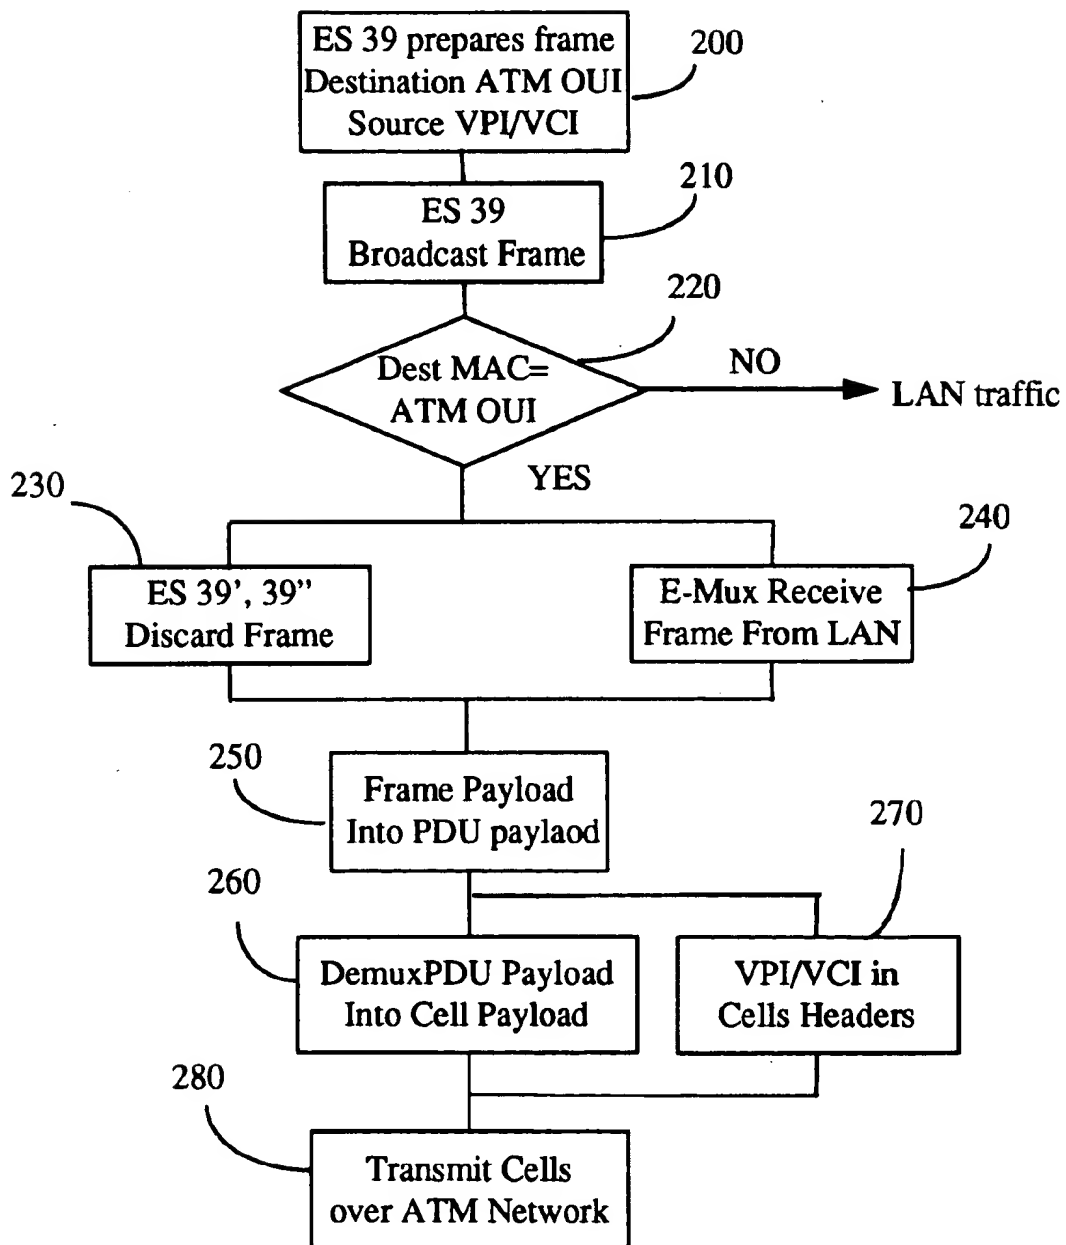 ES 39 prepares frame
Destination ATM OUI
Source VPI/VCI
200
ES 39
Broadcast Frame
210
220
Dest MAC=
ATM OUI
NO
LAN traffic
YES
230
ES 39', 39"
Discard Frame
240
E-Mux Receive
Frame From LAN
250
Frame Payload
Into PDU paylaod
260
DemuxPDU Payload
Into Cell Payload
270
VPI/VCI in
Cells Headers
280
Transmit Cells
over ATM Network